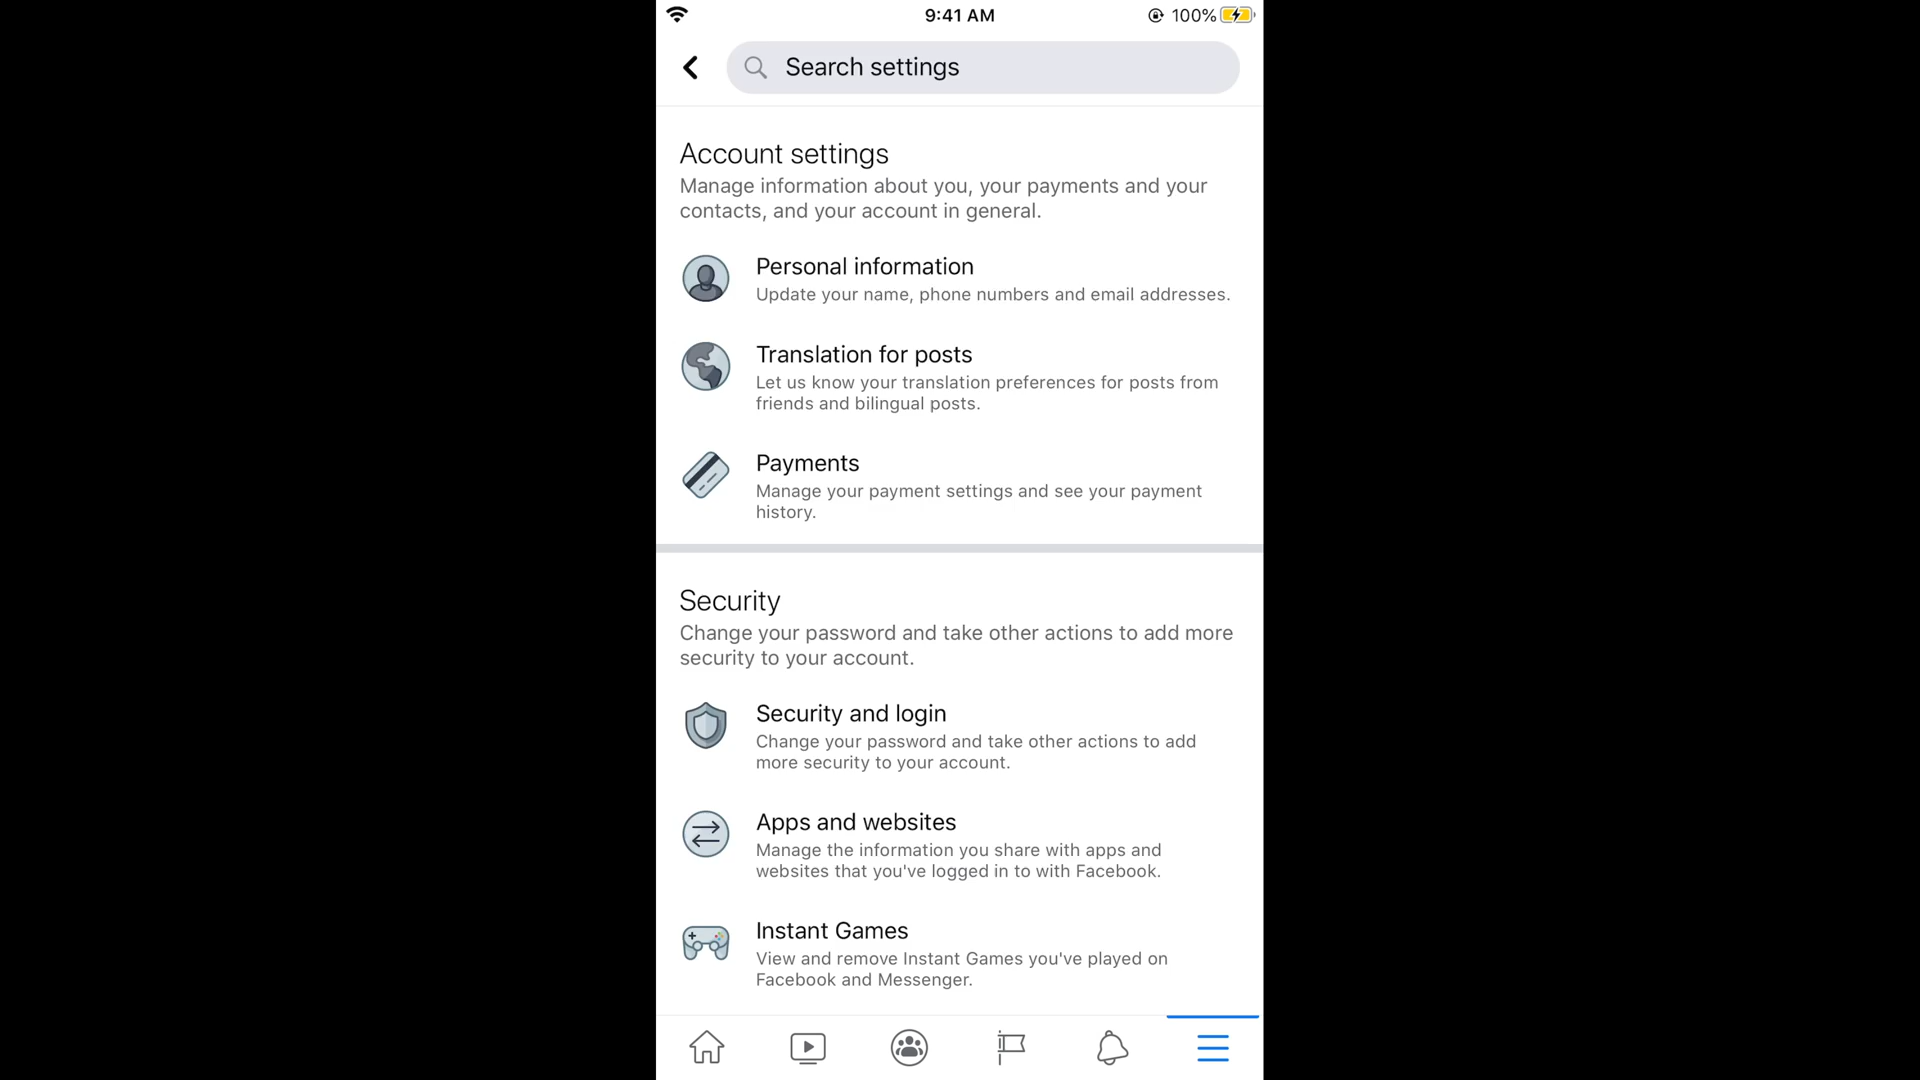 9:41 AM
100%
Search settings
Account settings
Manage information about you, your payments and your
contacts, and your account in general.
Personal information
Update your name, phone numbers and email addresses.
Translation for posts
Let us know your translation preferences for posts from
friends and bilingual posts.
Payments
Manage your payment settings and see your payment
history.
Security
Change your password and take other actions to add more
security to your account.
Security and login
Change your password and take other actions to add
more security to your account.
Apps and websites
Manage the information you share with apps and
websites that you've logged in to with Facebook.
Instant Games
View and remove Instant Games you've played on
Facebook and Messenger.